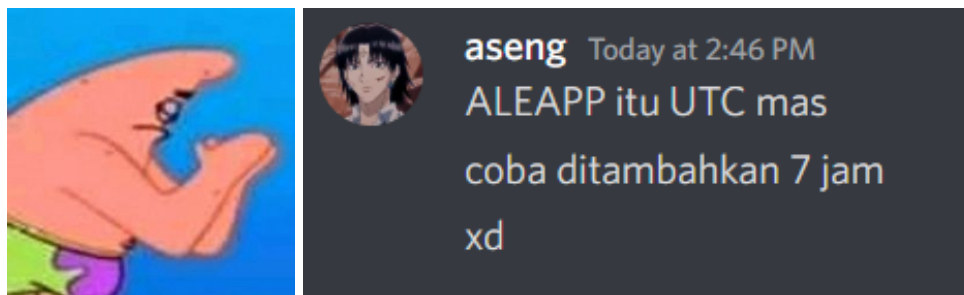 aseng Today at 2:46 PM
ALEAPP itu UTC mas
coba ditambahkan 7 jam
xd